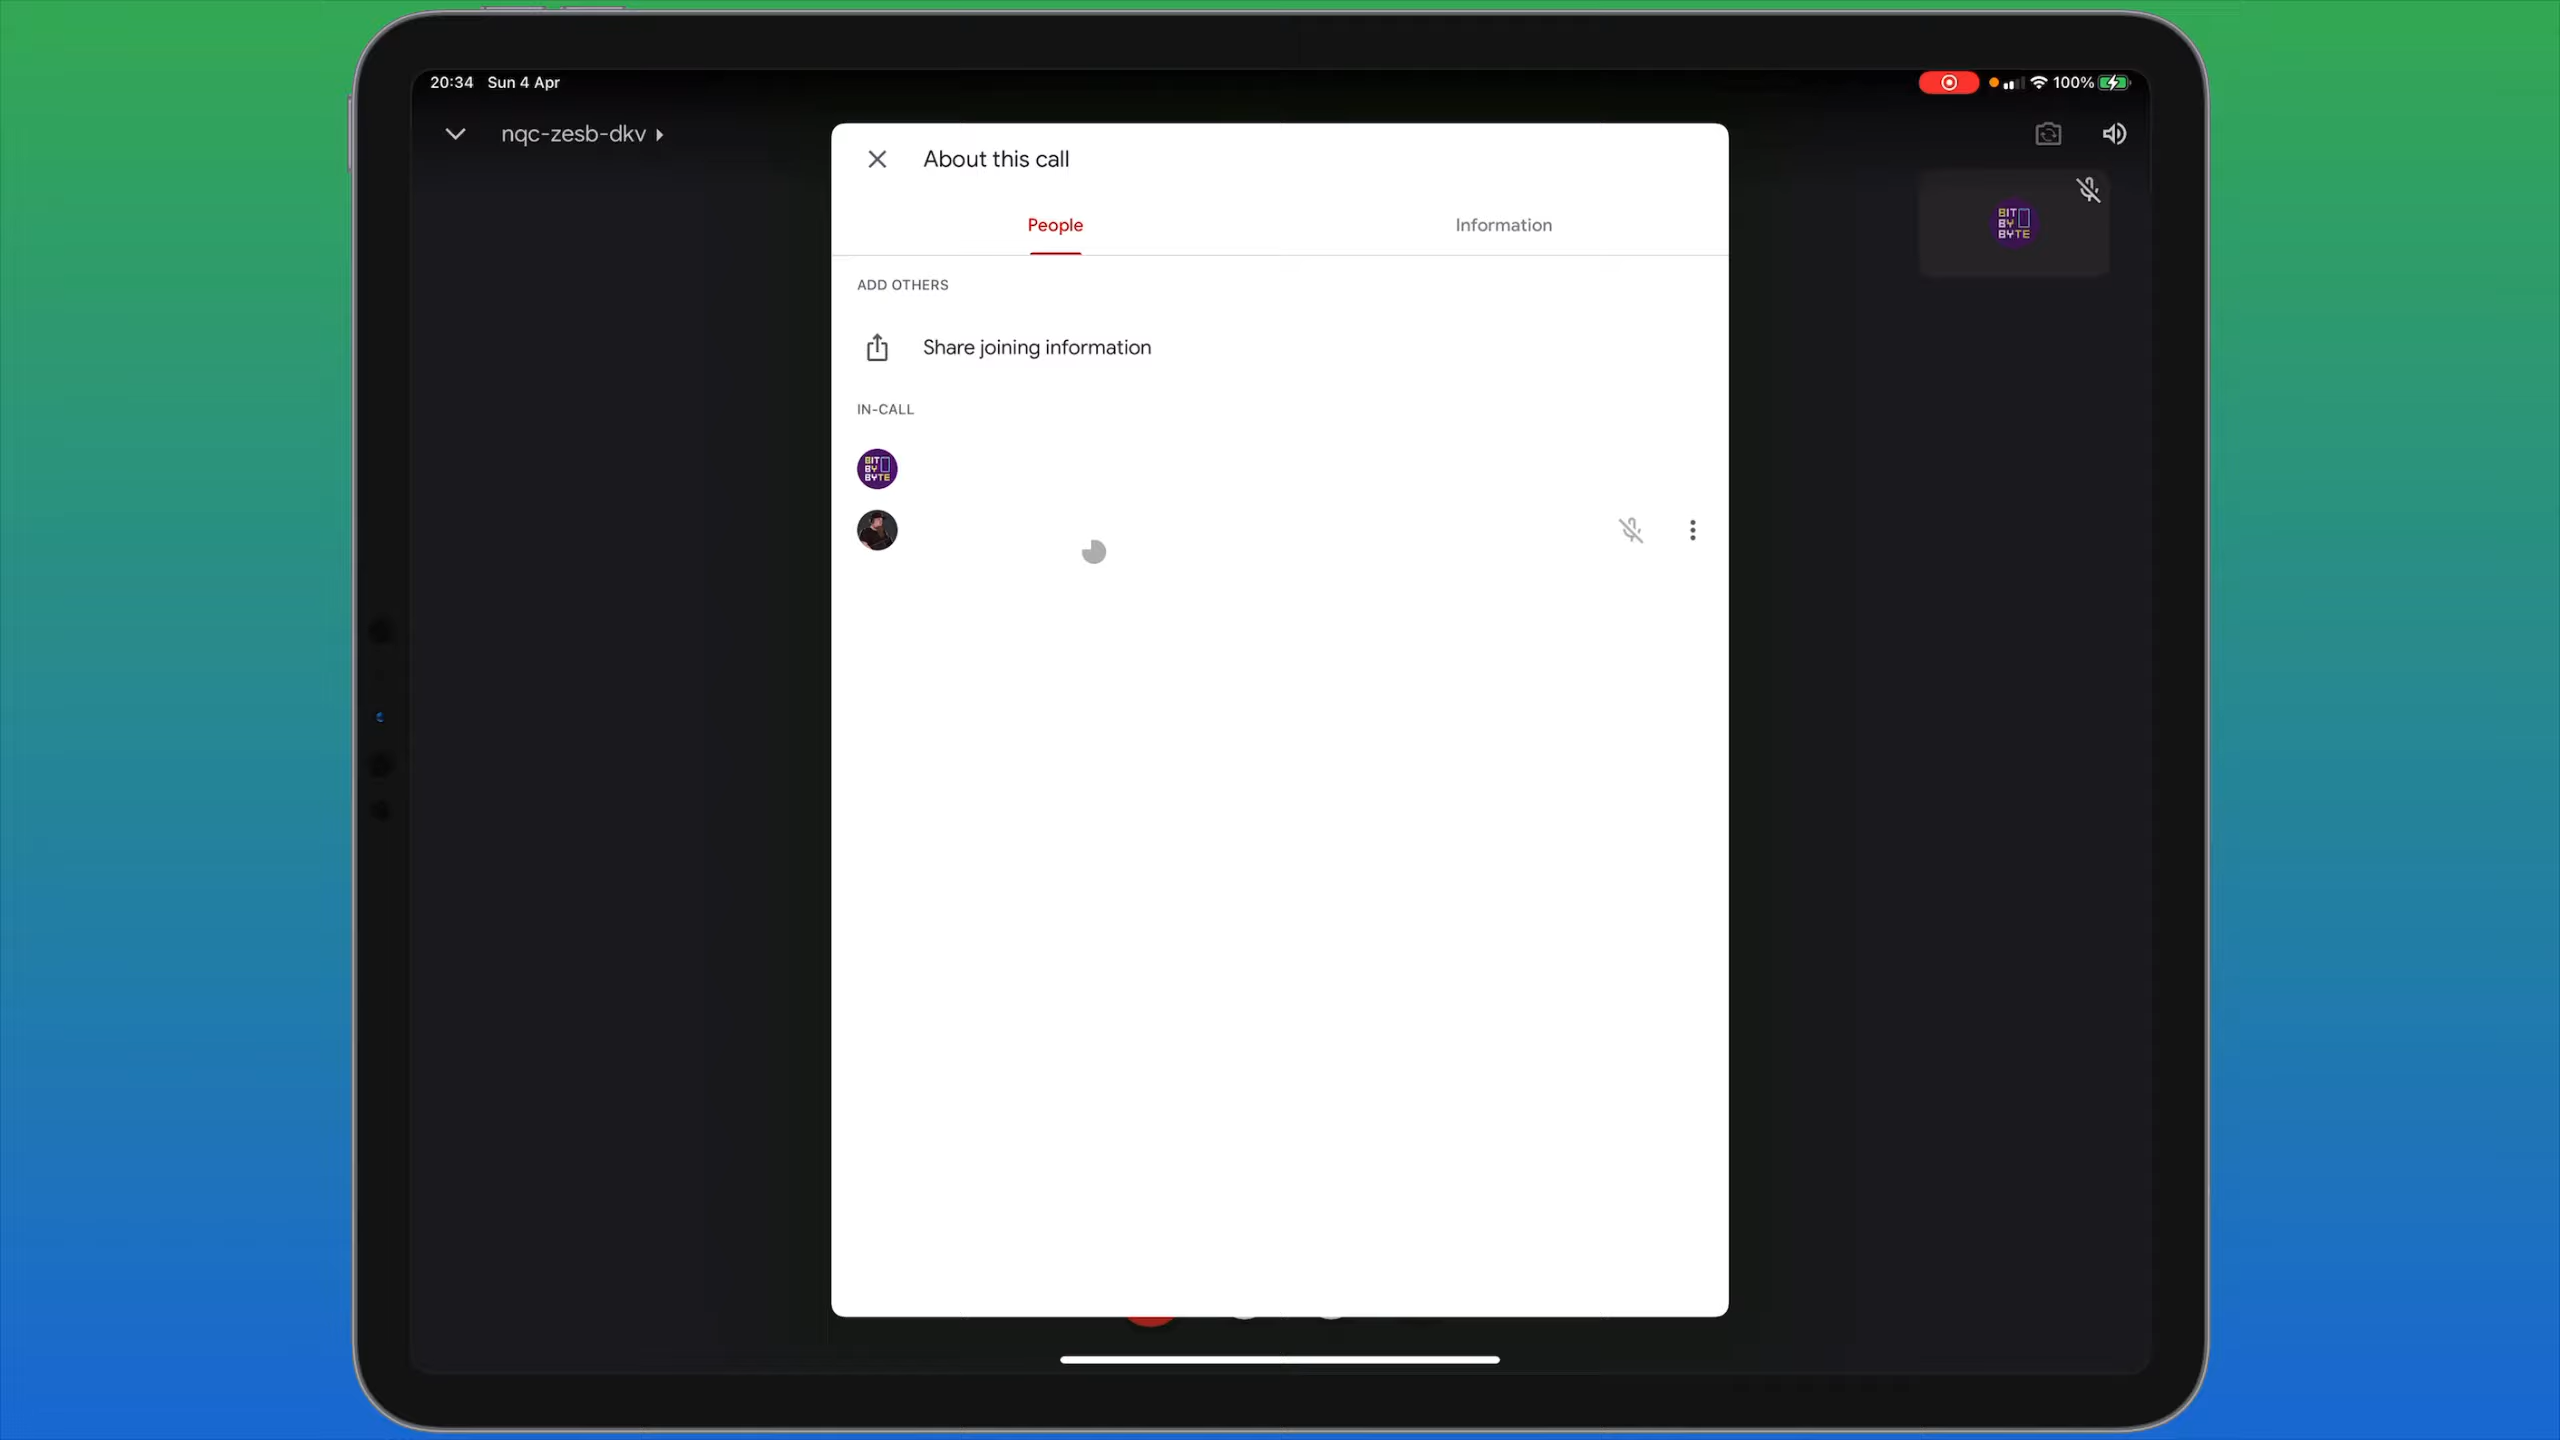 20:34 Sun 4 Apr
100%
nqc-zesb-dkv
About this call
BIT
BY
BYTE
People
Information
ADD OTHERS
Share joining information
IN-CALL
BIT
BY
BYTE